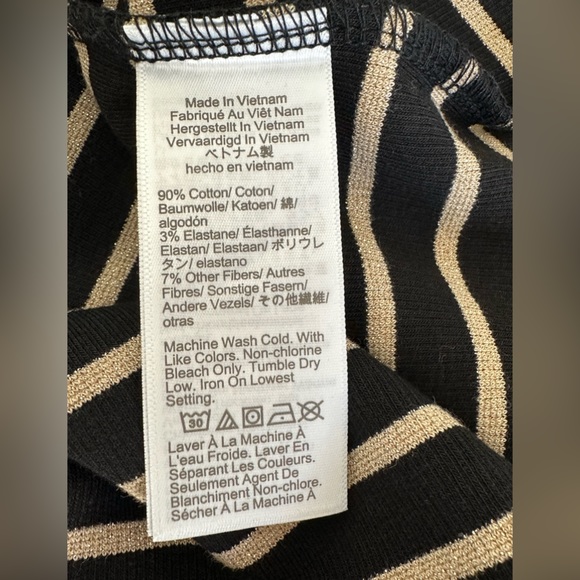 Made In Vietnam
Fabriqué Au Viêt Nam
Hergestellt In Vietnam
Vervaardigd In Vietnam
ベトナム製
hecho en vietnam
90% Cotton/ Coton/
Baumwolle/ Katoen/ 綿/
algodón
3% Elastane/ Élasthanne/
Elastan/ Elastaan/ ポリウレ
タン/ elastano
7% Other Fibers/ Autres
Fibres/ Sonstige Fasern/
Andere Vezels/ その他繊維/
otras
Machine Wash Cold. With
Like Colors. Non-chlorine
Bleach Only. Tumble Dry
Low. Iron On Lowest
Setting.
30
Laver À La Machine À
L'eau Froide. Laver En
Séparant Les Couleurs.
Seulement Agent De
Blanchiment Non-chlore.
Sécher À La Machine À